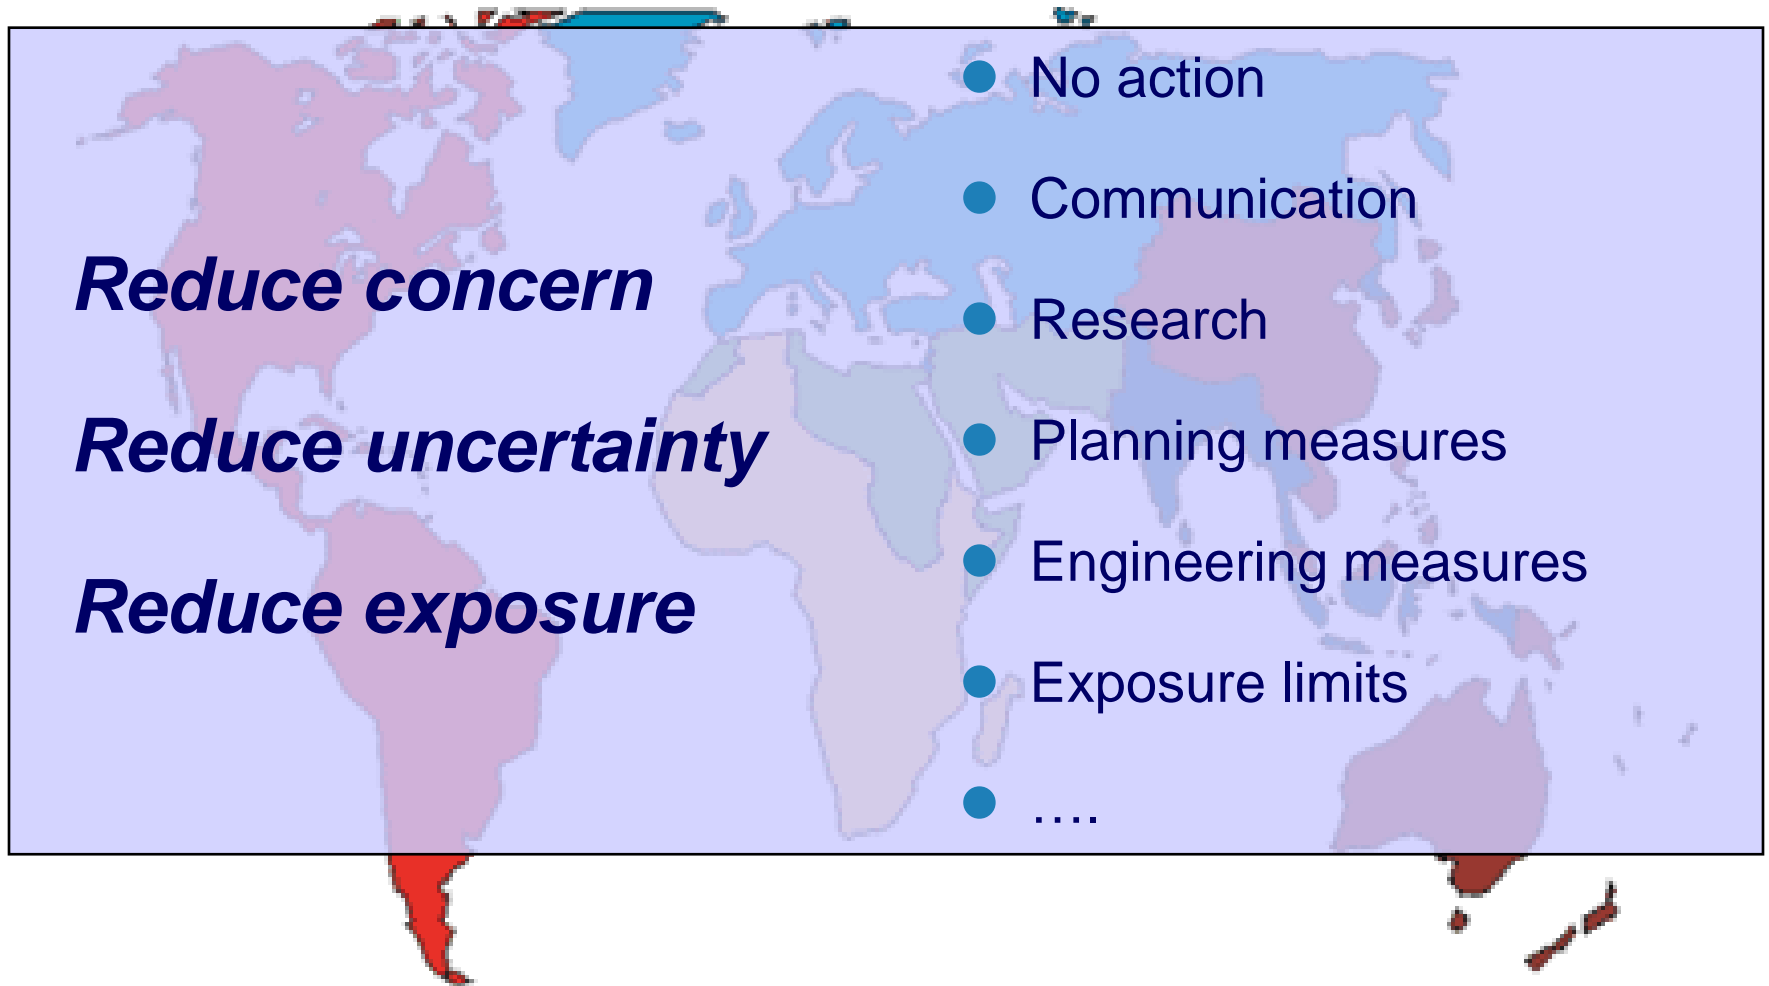 Reduce concern
Reduce uncertainty
Reduce exposure
● No action
● Communication
● Research
● Planning measures
● Engineering measures
● Exposure limits
● ….